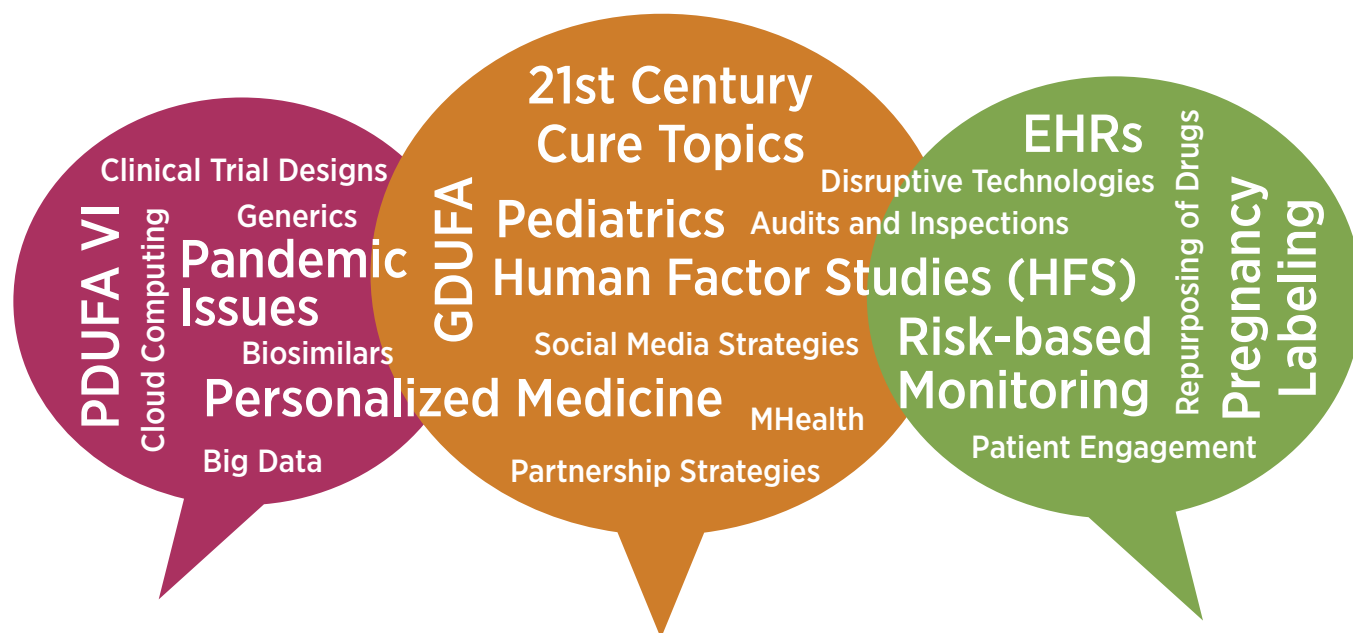 Clinical Trial Designs
PDUFA VI
Cloud Computing
Generics
Pandemic
Issues
Biosimilars
Personalized Medicine
Big Data
21st Century
Cure Topics
GDUFA
Pediatrics
Disruptive Technologies
Audits and Inspections
Human Factor Studies (HFS)
Social Media Strategies
MHealth
Partnership Strategies
EHRs
Risk-based
Monitoring
Repurposing of Drugs
Pregnancy
Labeling
Patient Engagement